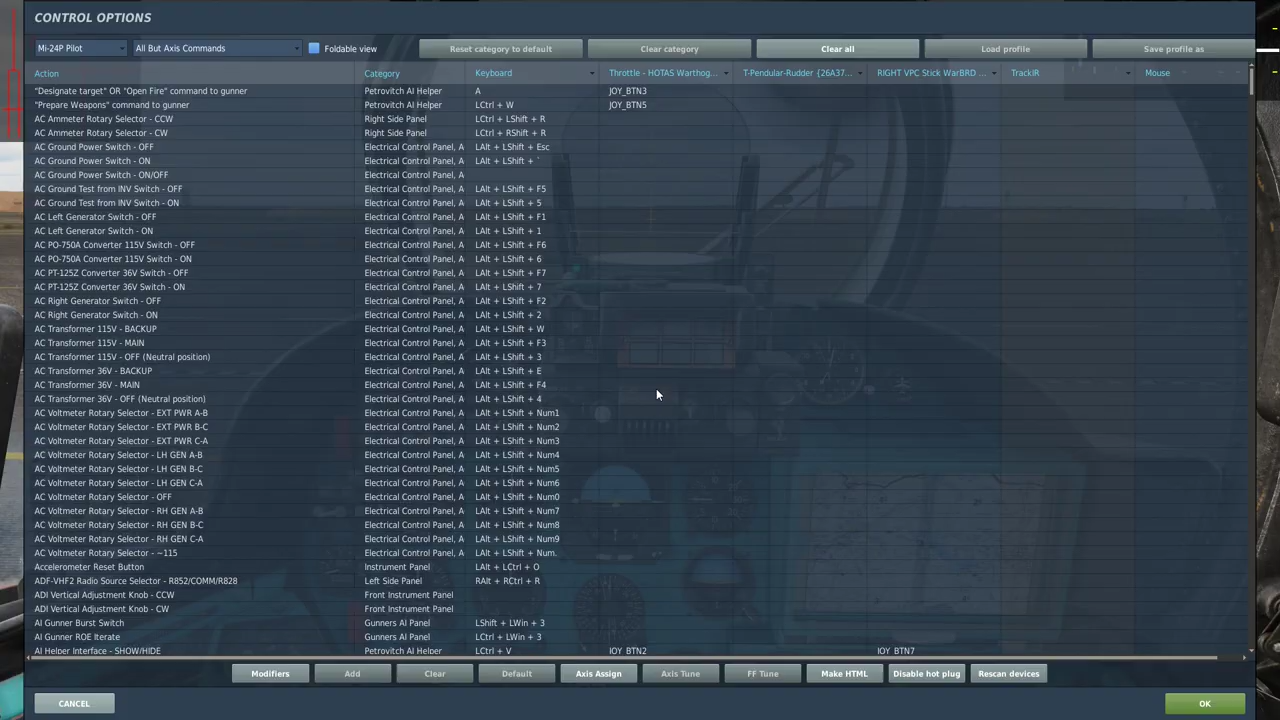 CONTROL OPTIONS
Mi-24P Pilot All But Axis Commands Foldable view Reset category to default Clear category Clear all Load profile Save profile as
Action Category Keyboard Throttle - HOTAS Warthog... T-Pendular-Rudder {26A37... RIGHT VPC Stick WarBRD ... TrackIR Mouse
"Designate target" OR "Open Fire" command to gunner Petrovitch AI Helper A JOY_BTN3
"Prepare Weapons" command to gunner Petrovitch AI Helper LCtrl + W JOY_BTN5
AC Ammeter Rotary Selector - CCW Right Side Panel LCtrl + LShift + R
AC Ammeter Rotary Selector - CW Right Side Panel LCtrl + RShift + R
AC Ground Power Switch - OFF Electrical Control Panel, A LAlt + LShift + Esc
AC Ground Power Switch - ON Electrical Control Panel, A LAlt + LShift + `
AC Ground Power Switch - ON/OFF Electrical Control Panel, A
AC Ground Test from INV Switch - OFF Electrical Control Panel, A LAlt + LShift + F5
AC Ground Test from INV Switch - ON Electrical Control Panel, A LAlt + LShift + 5
AC Left Generator Switch - OFF Electrical Control Panel, A LAlt + LShift + F1
AC Left Generator Switch - ON Electrical Control Panel, A LAlt + LShift + 1
AC PO-750A Converter 115V Switch - OFF Electrical Control Panel, A LAlt + LShift + F6
AC PO-750A Converter 115V Switch - ON Electrical Control Panel, A LAlt + LShift + 6
AC PT-125Z Converter 36V Switch - OFF Electrical Control Panel, A LAlt + LShift + F7
AC PT-125Z Converter 36V Switch - ON Electrical Control Panel, A LAlt + LShift + 7
AC Right Generator Switch - OFF Electrical Control Panel, A LAlt + LShift + F2
AC Right Generator Switch - ON Electrical Control Panel, A LAlt + LShift + 2
AC Transformer 115V - BACKUP Electrical Control Panel, A LAlt + LShift + W
AC Transformer 115V - MAIN Electrical Control Panel, A LAlt + LShift + F3
AC Transformer 115V - OFF (Neutral position) Electrical Control Panel, A LAlt + LShift + 3
AC Transformer 36V - BACKUP Electrical Control Panel, A LAlt + LShift + E
AC Transformer 36V - MAIN Electrical Control Panel, A LAlt + LShift + F4
AC Transformer 36V - OFF (Neutral position) Electrical Control Panel, A LAlt + LShift + 4
AC Voltmeter Rotary Selector - EXT PWR A-B Electrical Control Panel, A LAlt + LShift + Num1
AC Voltmeter Rotary Selector - EXT PWR B-C Electrical Control Panel, A LAlt + LShift + Num2
AC Voltmeter Rotary Selector - EXT PWR C-A Electrical Control Panel, A LAlt + LShift + Num3
AC Voltmeter Rotary Selector - LH GEN A-B Electrical Control Panel, A LAlt + LShift + Num4
AC Voltmeter Rotary Selector - LH GEN B-C Electrical Control Panel, A LAlt + LShift + Num5
AC Voltmeter Rotary Selector - LH GEN C-A Electrical Control Panel, A LAlt + LShift + Num6
AC Voltmeter Rotary Selector - OFF Electrical Control Panel, A LAlt + LShift + Num0
AC Voltmeter Rotary Selector - RH GEN A-B Electrical Control Panel, A LAlt + LShift + Num7
AC Voltmeter Rotary Selector - RH GEN B-C Electrical Control Panel, A LAlt + LShift + Num8
AC Voltmeter Rotary Selector - RH GEN C-A Electrical Control Panel, A LAlt + LShift + Num9
AC Voltmeter Rotary Selector - ~115 Electrical Control Panel, A LAlt + LShift + Num.
Accelerometer Reset Button Instrument Panel LAlt + LCtrl + O
ADF-VHF2 Radio Source Selector - R852/COMM/R828 Left Side Panel RAlt + RCtrl + R
ADI Vertical Adjustment Knob - CCW Front Instrument Panel
ADI Vertical Adjustment Knob - CW Front Instrument Panel
AI Gunner Burst Switch Gunners AI Panel LShift + LWin + 3
AI Gunner ROE Iterate Gunners AI Panel LCtrl + LWin + 3
AI Helper Interface - SHOW/HIDE Petrovitch AI Helper LCtrl + V JOY_BTN2 JOY_BTN7
Modifiers Add Clear Default Axis Assign Axis Tune FF Tune Make HTML Disable hot plug Rescan devices
CANCEL OK